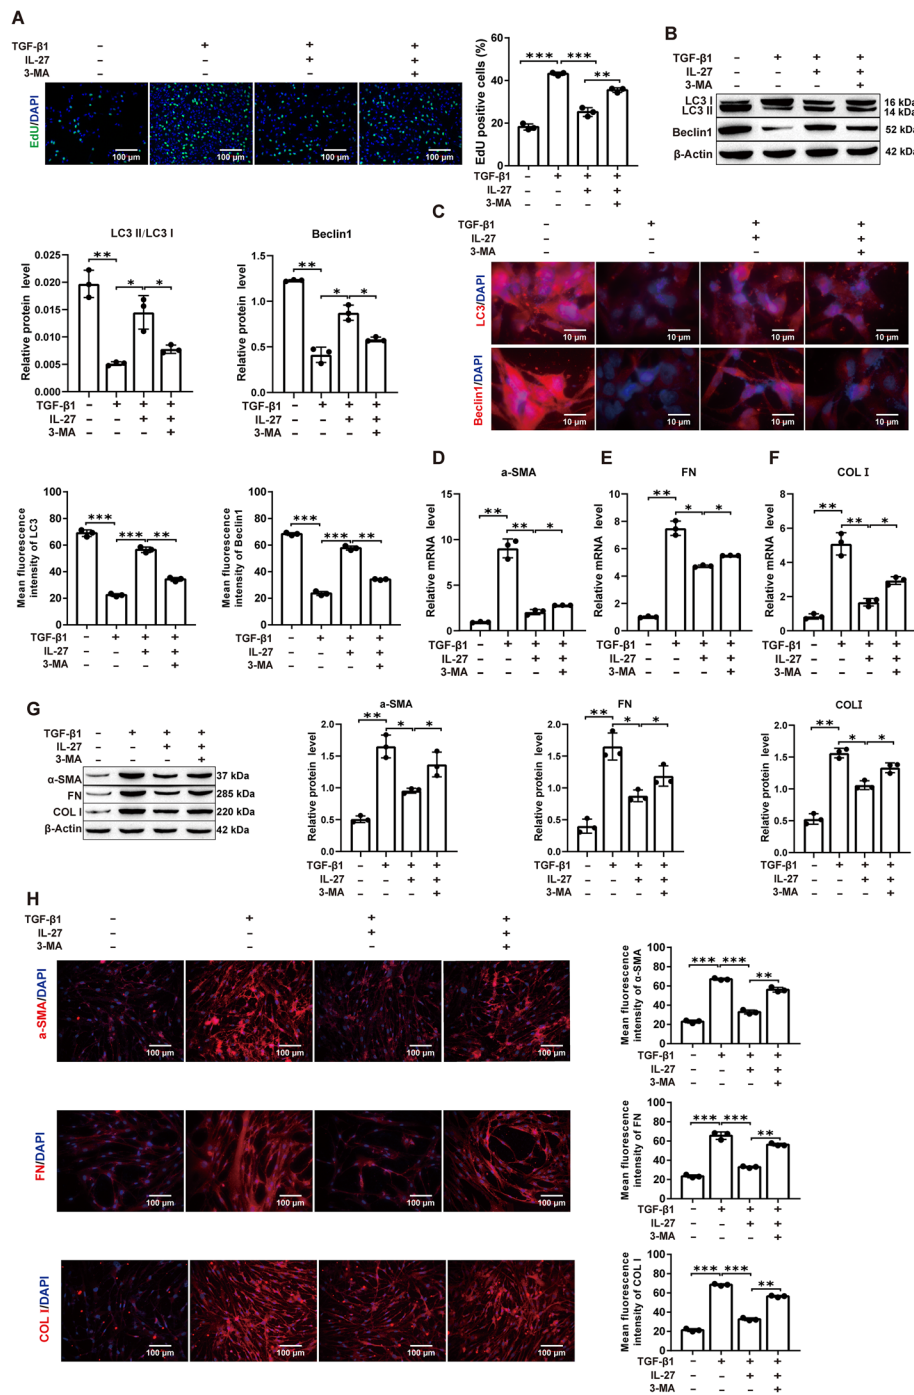 A
TGF-β1 – + + +
IL-27 – – + +
3-MA – – – +
EdU/DAPI
100 μm 100 μm 100 μm 100 μm
EdU positive cells (%)
60
40
20
0
*** *** **
TGF-β1 – + + +
IL-27 – – + +
3-MA – – – +
B
TGF-β1 – + + +
IL-27 – – + +
3-MA – – – +
LC3 I 16 kDa
LC3 II 14 kDa
Beclin1 52 kDa
β-Actin 42 kDa
LC3 II/LC3 I
Relative protein level
0.025
0.020
0.015
0.010
0.005
0.000
** * *
TGF-β1 – + + +
IL-27 – – + +
3-MA – – – +
Beclin1
Relative protein level
1.5
1.0
0.5
0.0
** * *
TGF-β1 – + + +
IL-27 – – + +
3-MA – – – +
C
TGF-β1 – + + +
IL-27 – – + +
3-MA – – – +
LC3/DAPI
10 μm 10 μm 10 μm 10 μm
Beclin1/DAPI
10 μm 10 μm 10 μm 10 μm
Mean fluorescence
intensity of LC3
100
80
60
40
20
0
*** *** **
TGF-β1 – + + +
IL-27 – – + +
3-MA – – – +
Mean fluorescence
intensity of Beclin1
100
80
60
40
20
0
*** *** **
TGF-β1 – + + +
IL-27 – – + +
3-MA – – – +
D
a-SMA
Relative mRNA level
15
10
5
0
** ** *
TGF-β1 – + + +
IL-27 – – + +
3-MA – – – +
E
FN
Relative mRNA level
10
8
6
4
2
0
** * *
TGF-β1 – + + +
IL-27 – – + +
3-MA – – – +
F
COL I
Relative mRNA level
10
8
6
4
2
0
** ** *
TGF-β1 – + + +
IL-27 – – + +
3-MA – – – +
G
TGF-β1 – + + +
IL-27 – – + +
3-MA – – – +
α-SMA 37 kDa
FN 285 kDa
COL I 220 kDa
β-Actin 42 kDa
a-SMA
Relative protein level
2.0
1.5
1.0
0.5
0.0
** * *
TGF-β1 – + + +
IL-27 – – + +
3-MA – – – +
FN
Relative protein level
2.0
1.5
1.0
0.5
0.0
** * *
TGF-β1 – + + +
IL-27 – – + +
3-MA – – – +
COLI
Relative protein level
2.0
1.5
1.0
0.5
0.0
** * *
TGF-β1 – + + +
IL-27 – – + +
3-MA – – – +
H
TGF-β1 – + + +
IL-27 – – + +
3-MA – – – +
a-SMA/DAPI
100 μm 100 μm 100 μm 100 μm
Mean fluorescence
intensity of α-SMA
100
80
60
40
20
0
*** *** **
TGF-β1 – + + +
IL-27 – – + +
3-MA – – – +
FN/DAPI
100 μm 100 μm 100 μm 100 μm
Mean fluorescence
intensity of FN
100
80
60
40
20
0
*** *** **
TGF-β1 – + + +
IL-27 – – + +
3-MA – – – +
COL I/DAPI
100 μm 100 μm 100 μm 100 μm
Mean fluorescence
intensity of COL I
100
80
60
40
20
0
*** *** **
TGF-β1 – + + +
IL-27 – – + +
3-MA – – – +